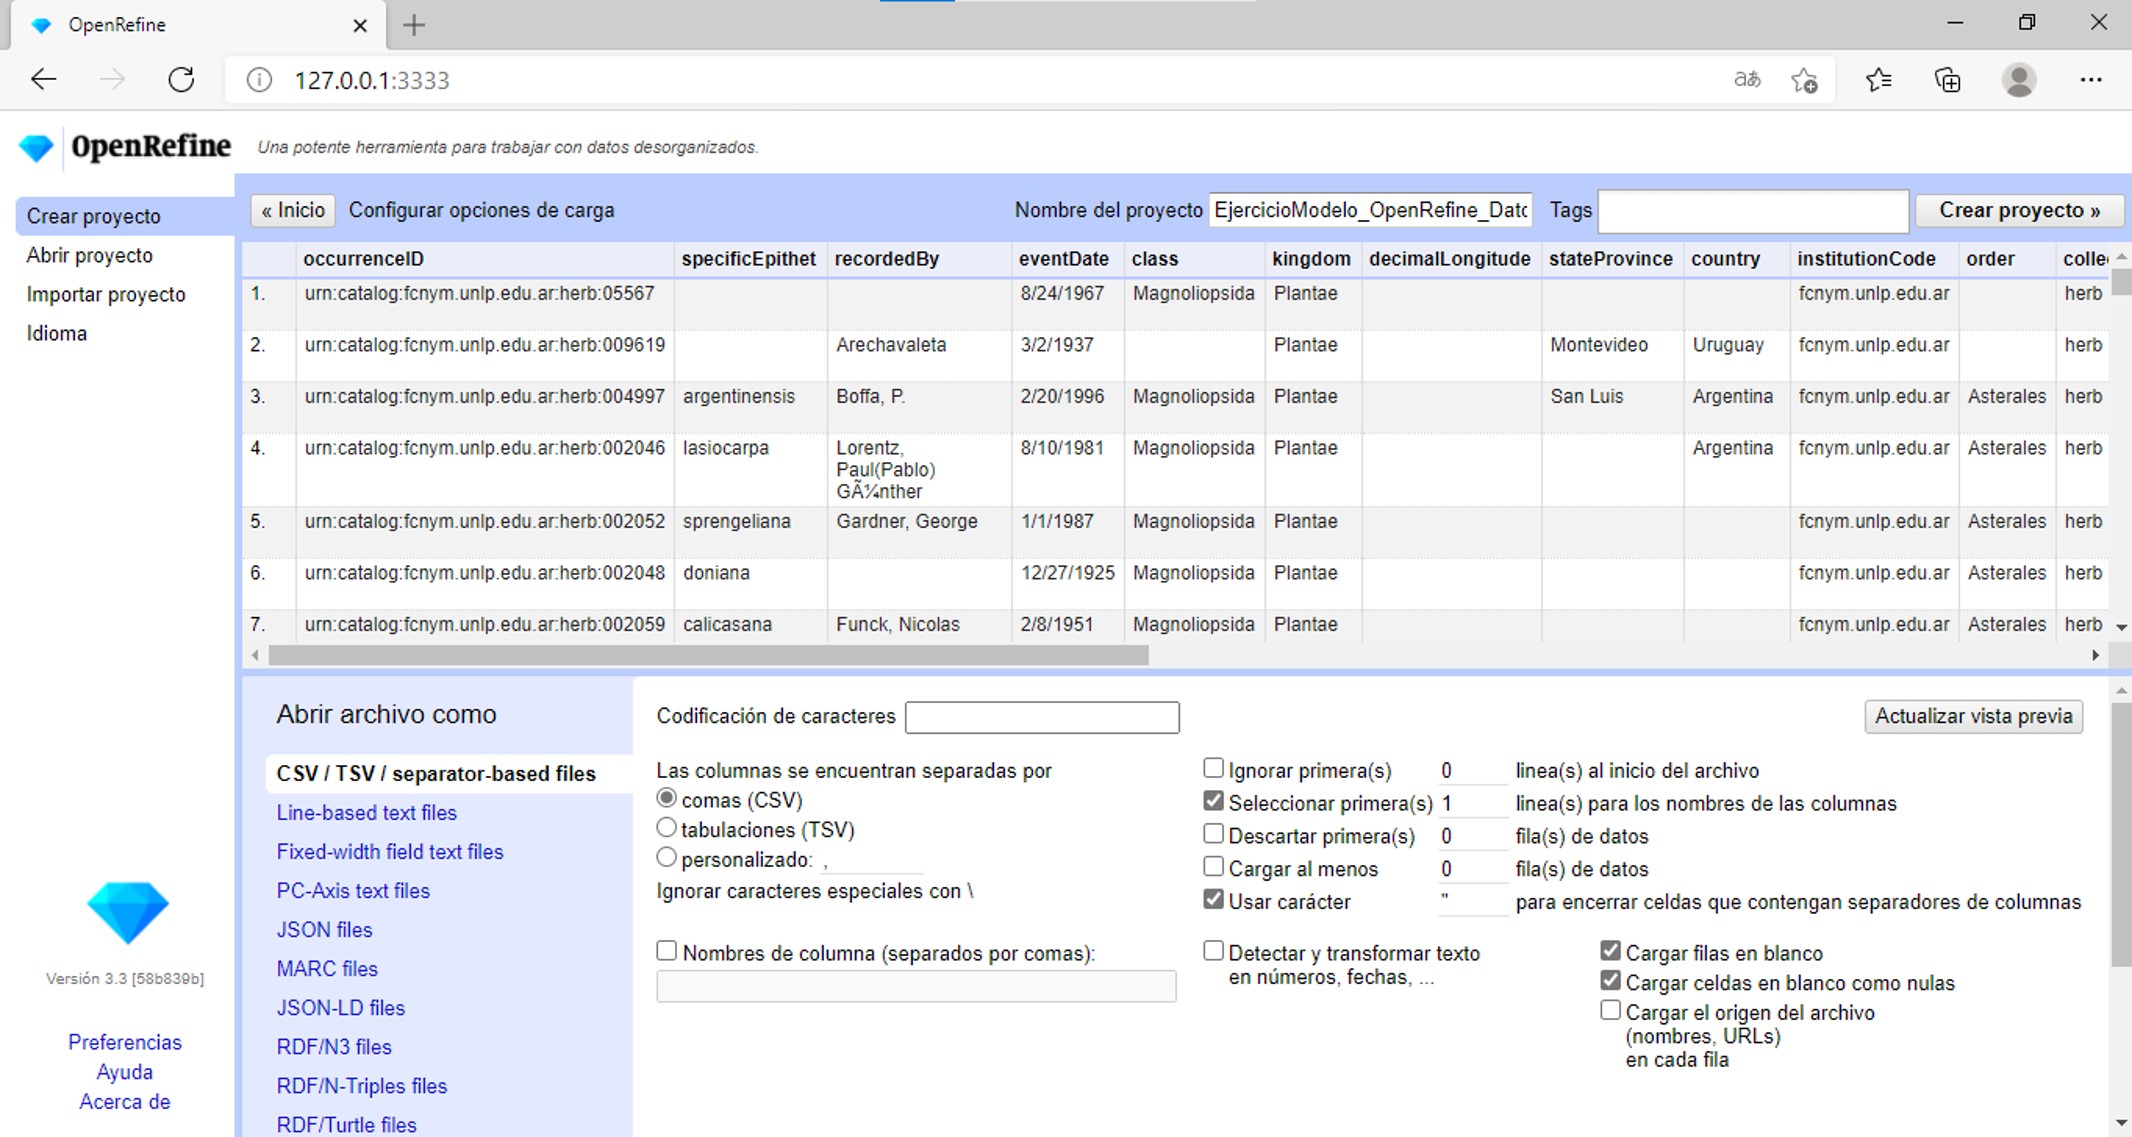 OpenRefine
127.0.0.1:3333
aあ
OpenRefine Una potente herramienta para trabajar con datos desorganizados.
Crear proyecto
Abrir proyecto
Importar proyecto
Idioma
« Inicio Configurar opciones de carga Nombre del proyecto EjercicioModelo_OpenRefine_Dato Tags Crear proyecto »
occurrenceID specificEpithet recordedBy eventDate class kingdom decimalLongitude stateProvince country institutionCode order colle
1. urn:catalog:fcnym.unlp.edu.ar:herb:05567 8/24/1967 Magnoliopsida Plantae fcnym.unlp.edu.ar herb
2. urn:catalog:fcnym.unlp.edu.ar:herb:009619 Arechavaleta 3/2/1937 Plantae Montevideo Uruguay fcnym.unlp.edu.ar herb
3. urn:catalog:fcnym.unlp.edu.ar:herb:004997 argentinensis Boffa, P. 2/20/1996 Magnoliopsida Plantae San Luis Argentina fcnym.unlp.edu.ar Asterales herb
4. urn:catalog:fcnym.unlp.edu.ar:herb:002046 lasiocarpa Lorentz, 8/10/1981 Magnoliopsida Plantae Argentina fcnym.unlp.edu.ar Asterales herb
Paul(Pablo)
GÃ¼nther
5. urn:catalog:fcnym.unlp.edu.ar:herb:002052 sprengeliana Gardner, George 1/1/1987 Magnoliopsida Plantae fcnym.unlp.edu.ar Asterales herb
6. urn:catalog:fcnym.unlp.edu.ar:herb:002048 doniana 12/27/1925 Magnoliopsida Plantae fcnym.unlp.edu.ar Asterales herb
7. urn:catalog:fcnym.unlp.edu.ar:herb:002059 calicasana Funck, Nicolas 2/8/1951 Magnoliopsida Plantae fcnym.unlp.edu.ar Asterales herb
Abrir archivo como
CSV / TSV / separator-based files
Line-based text files
Fixed-width field text files
PC-Axis text files
JSON files
MARC files
JSON-LD files
RDF/N3 files
RDF/N-Triples files
RDF/Turtle files
Codificación de caracteres
Actualizar vista previa
Las columnas se encuentran separadas por
comas (CSV)
tabulaciones (TSV)
personalizado: ,
Ignorar caracteres especiales con \
Nombres de columna (separados por comas):
Ignorar primera(s) 0 linea(s) al inicio del archivo
Seleccionar primera(s) 1 linea(s) para los nombres de las columnas
Descartar primera(s) 0 fila(s) de datos
Cargar al menos 0 fila(s) de datos
Usar carácter " para encerrar celdas que contengan separadores de columnas
Detectar y transformar texto
en números, fechas, ...
Cargar filas en blanco
Cargar celdas en blanco como nulas
Cargar el origen del archivo
(nombres, URLs)
en cada fila
Versión 3.3 [58b839b]
Preferencias
Ayuda
Acerca de